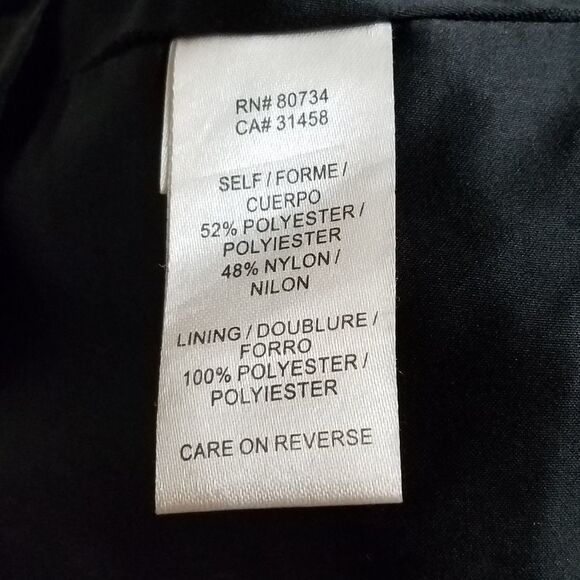 RN# 80734
CA# 31458
SELF / FORME /
CUERPO
52% POLYESTER /
POLYIESTER
48% NYLON /
NILON
LINING / DOUBLURE /
FORRO
100% POLYESTER /
POLYIESTER
CARE ON REVERSE